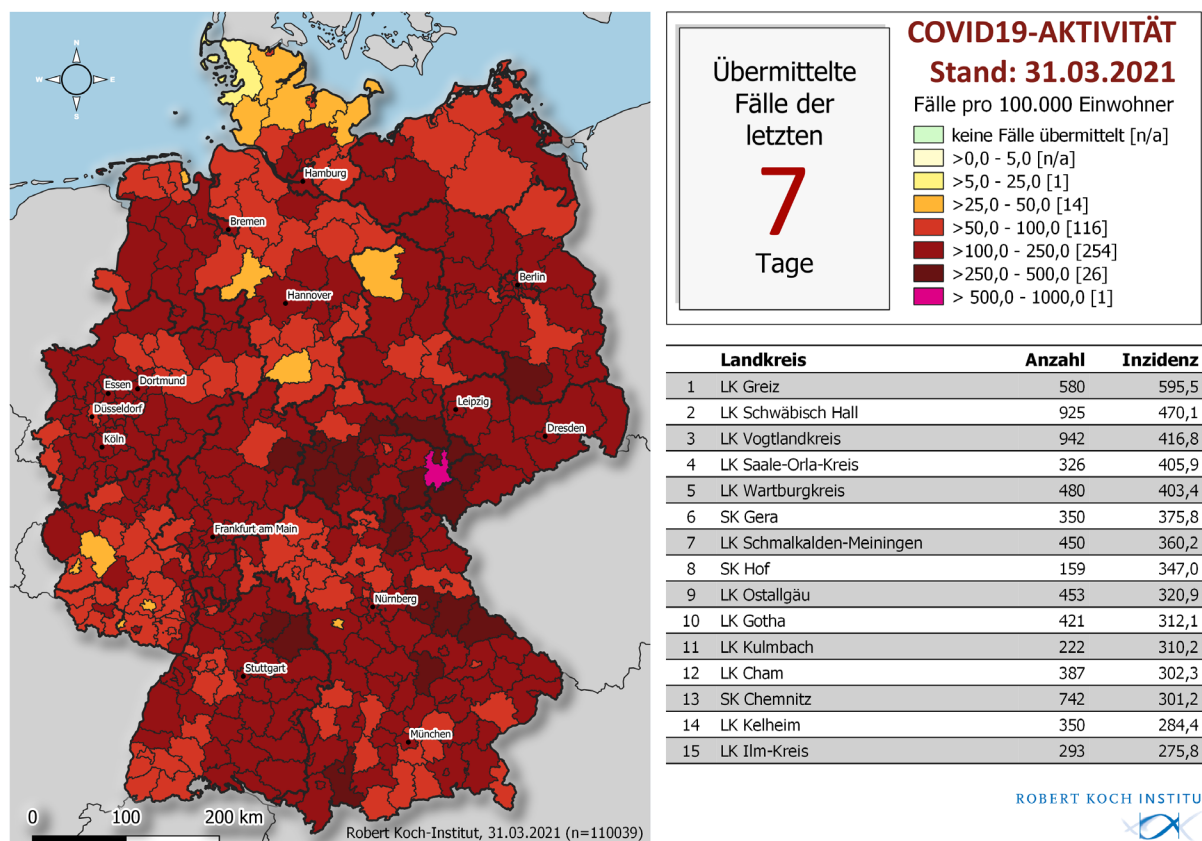 N
W
E
S
Hamburg
Bremen
Berlin
Hannover
Essen
Dortmund
Düsseldorf
Leipzig
Köln
Dresden
Frankfurt am Main
Nürnberg
Stuttgart
München
0 100 200 km
Robert Koch-Institut, 31.03.2021 (n=110039)
Übermittelte
Fälle der
letzten
7
Tage
COVID19-AKTIVITÄT
Stand: 31.03.2021
Fälle pro 100.000 Einwohner
keine Fälle übermittelt [n/a]
>0,0 - 5,0 [n/a]
>5,0 - 25,0 [1]
>25,0 - 50,0 [14]
>50,0 - 100,0 [116]
>100,0 - 250,0 [254]
>250,0 - 500,0 [26]
> 500,0 - 1000,0 [1]
Landkreis Anzahl Inzidenz
1 LK Greiz 580 595,5
2 LK Schwäbisch Hall 925 470,1
3 LK Vogtlandkreis 942 416,8
4 LK Saale-Orla-Kreis 326 405,9
5 LK Wartburgkreis 480 403,4
6 SK Gera 350 375,8
7 LK Schmalkalden-Meiningen 450 360,2
8 SK Hof 159 347,0
9 LK Ostallgäu 453 320,9
10 LK Gotha 421 312,1
11 LK Kulmbach 222 310,2
12 LK Cham 387 302,3
13 SK Chemnitz 742 301,2
14 LK Kelheim 350 284,4
15 LK Ilm-Kreis 293 275,8
ROBERT KOCH INSTITU